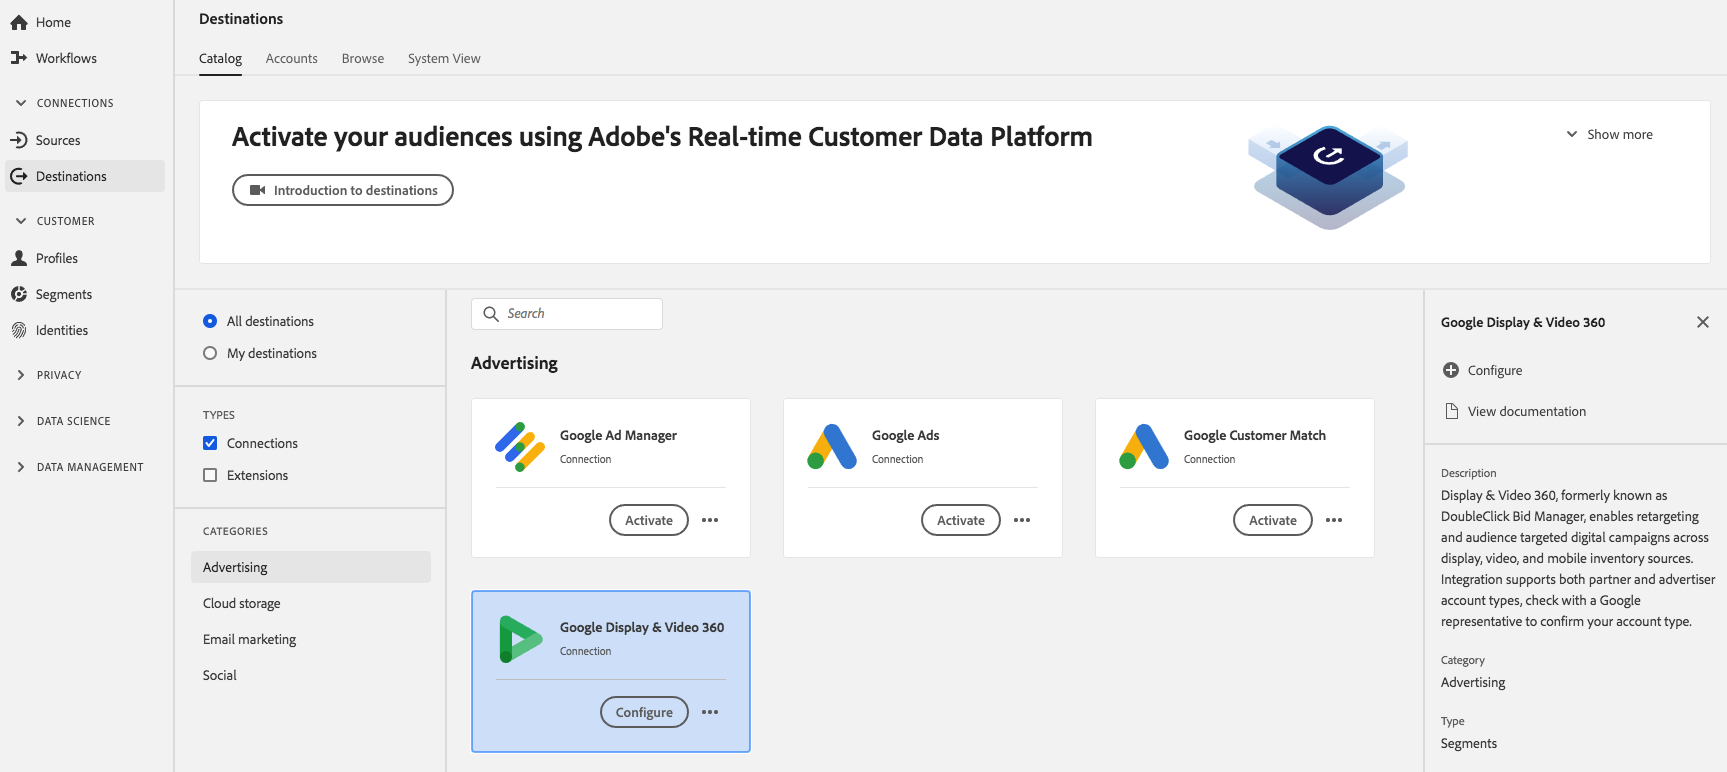 Home
Workflows
CONNECTIONS
Sources
Destinations
CUSTOMER
Profiles
Segments
Identities
PRIVACY
DATA SCIENCE
DATA MANAGEMENT
Destinations
Catalog Accounts Browse System View
Activate your audiences using Adobe's Real-time Customer Data Platform
Introduction to destinations
Show more
All destinations
My destinations
TYPES
Connections
Extensions
CATEGORIES
Advertising
Cloud storage
Email marketing
Social
Search
Advertising
Google Ad Manager
Connection
Activate
Google Ads
Connection
Activate
Google Customer Match
Connection
Activate
Google Display & Video 360
Connection
Configure
Google Display & Video 360
Configure
View documentation
Description
Display & Video 360, formerly known as
DoubleClick Bid Manager, enables retargeting
and audience targeted digital campaigns across
display, video, and mobile inventory sources.
Integration supports both partner and advertiser
account types, check with a Google
representative to confirm your account type.
Category
Advertising
Type
Segments